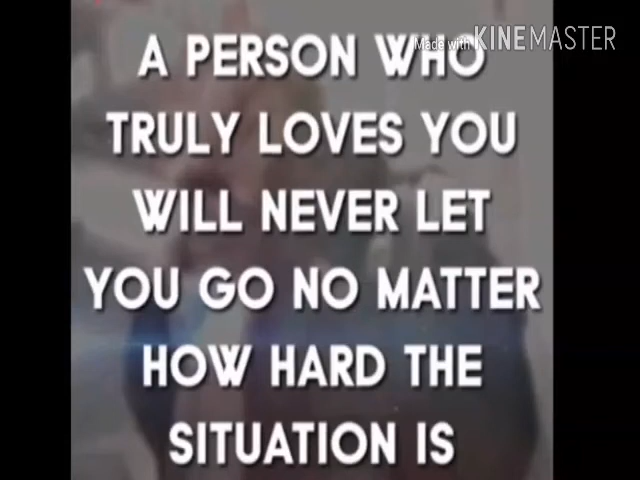 Made with KINEMASTER
A PERSON WHO
TRULY LOVES YOU
WILL NEVER LET
YOU GO NO MATTER
HOW HARD THE
SITUATION IS